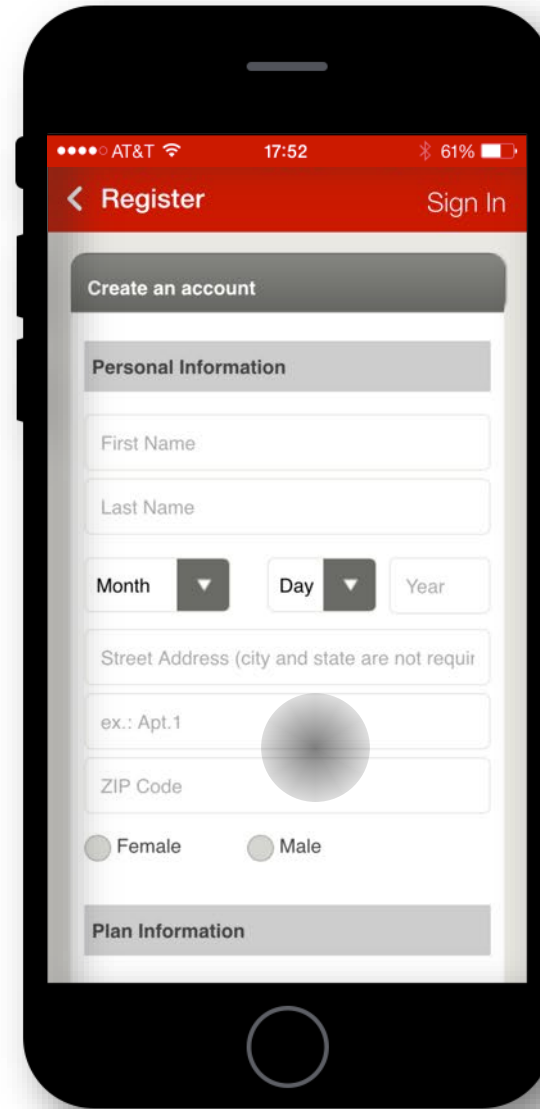 AT&T 17:52 61%
Register Sign In
Create an account
Personal Information
First Name
Last Name
Month Day Year
Street Address (city and state are not requir
ex.: Apt.1
ZIP Code
Female Male
Plan Information